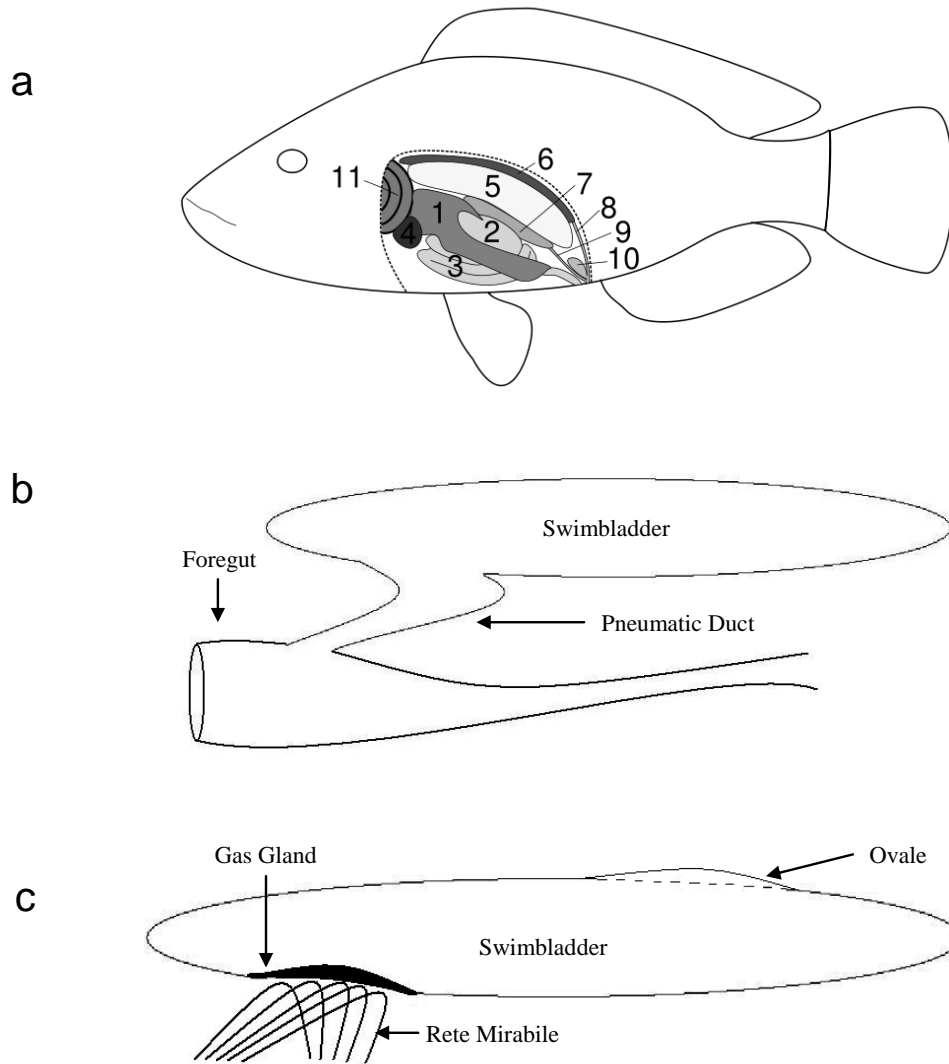 a
6
5
7
11
8
1
9
2
4
10
3
b
Swimbladder
Foregut
Pneumatic Duct
Gas Gland
Ovale
c
Swimbladder
Rete Mirabile